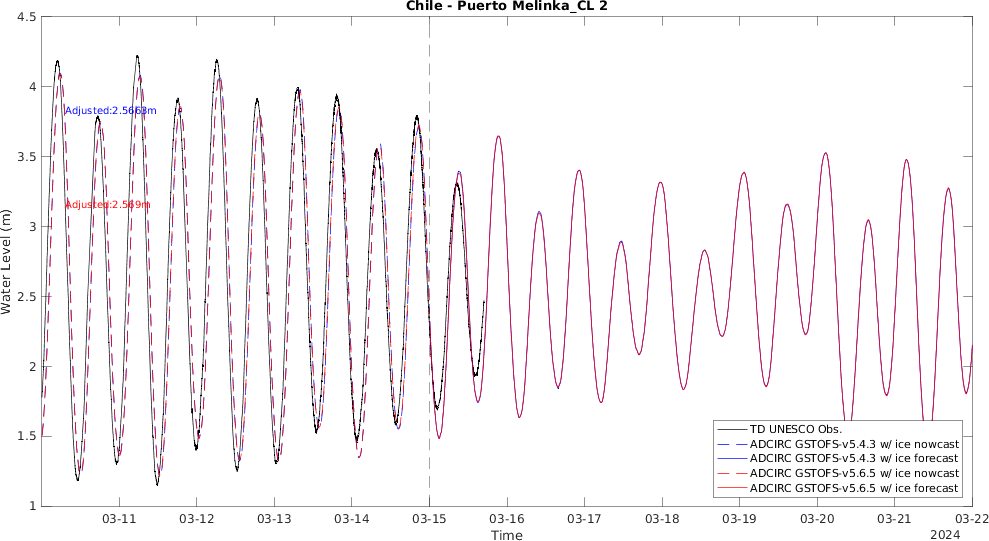 Chile - Puerto Melinka_CL 2
4.5
4
3.5
3
2.5
2
1.5
1
Water Level (m)
Adjusted:2.5663m
Adjusted:2.569m
TD UNESCO Obs.
ADCIRC GSTOFS-v5.4.3 w/ ice nowcast
ADCIRC GSTOFS-v5.4.3 w/ ice forecast
ADCIRC GSTOFS-v5.6.5 w/ ice nowcast
ADCIRC GSTOFS-v5.6.5 w/ ice forecast
03-11 03-12 03-13 03-14 03-15 03-16 03-17 03-18 03-19 03-20 03-21 03-22
Time
2024